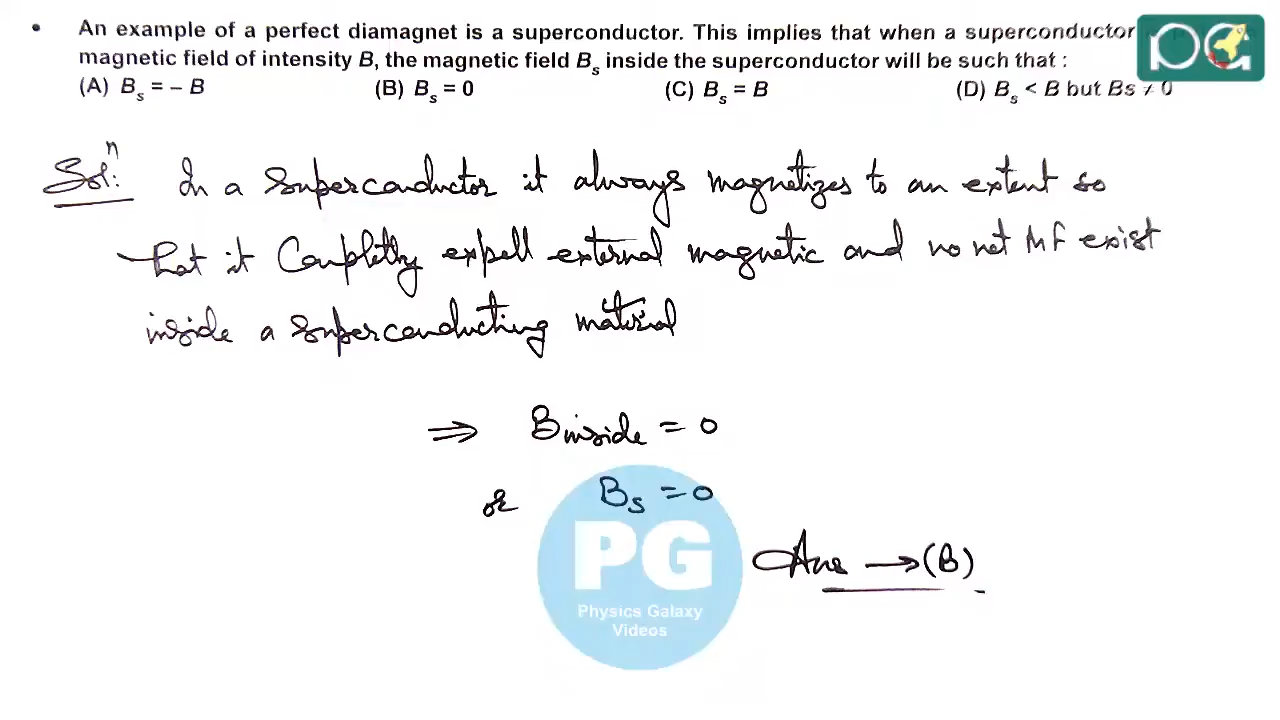 • An example of a perfect diamagnet is a superconductor. This implies that when a superconductor
magnetic field of intensity B, the magnetic field Bs inside the superconductor will be such that :
(A) Bs = – B (B) Bs = 0 (C) Bs = B (D) Bs < B but Bs ≠ 0
Solⁿ: In a superconductor it always magnetizes to an extent so
that it Completly expell external magnetic and no net MF exist
inside a superconducting material
⇒ B inside = 0
or Bs = 0
Ans → (B)
PG
Physics Galaxy
Videos